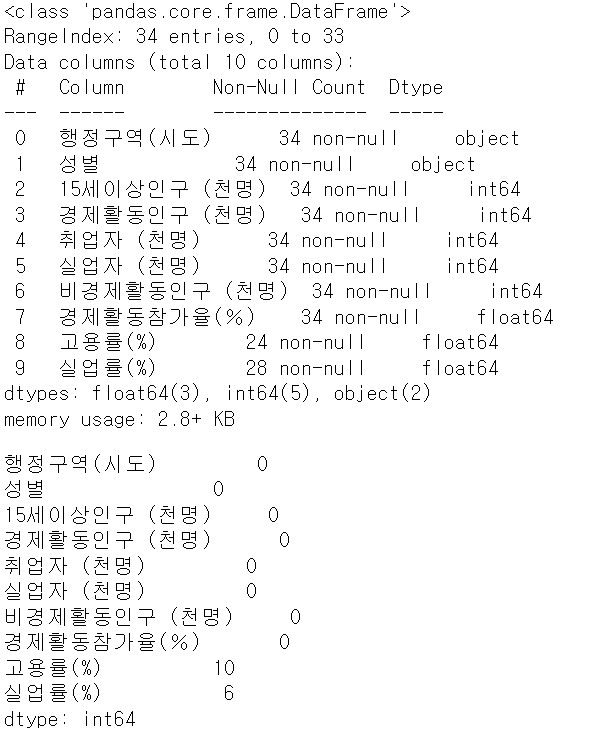 <class 'pandas.core.frame.DataFrame'>
RangeIndex: 34 entries, 0 to 33
Data columns (total 10 columns):
 #   Column           Non-Null Count  Dtype
---  ------           --------------  -----
 0   행정구역(시도)         34 non-null     object
 1   성별               34 non-null     object
 2   15세이상인구 (천명)  34 non-null     int64
 3   경제활동인구 (천명)   34 non-null     int64
 4   취업자 (천명)        34 non-null     int64
 5   실업자 (천명)        34 non-null     int64
 6   비경제활동인구 (천명)  34 non-null     int64
 7   경제활동참가율(%)     34 non-null     float64
 8   고용률(%)          24 non-null     float64
 9   실업률(%)          28 non-null     float64
dtypes: float64(3), int64(5), object(2)
memory usage: 2.8+ KB

행정구역(시도)          0
성별                0
15세이상인구 (천명)      0
경제활동인구 (천명)       0
취업자 (천명)          0
실업자 (천명)          0
비경제활동인구 (천명)      0
경제활동참가율(%)        0
고용률(%)           10
실업률(%)            6
dtype: int64